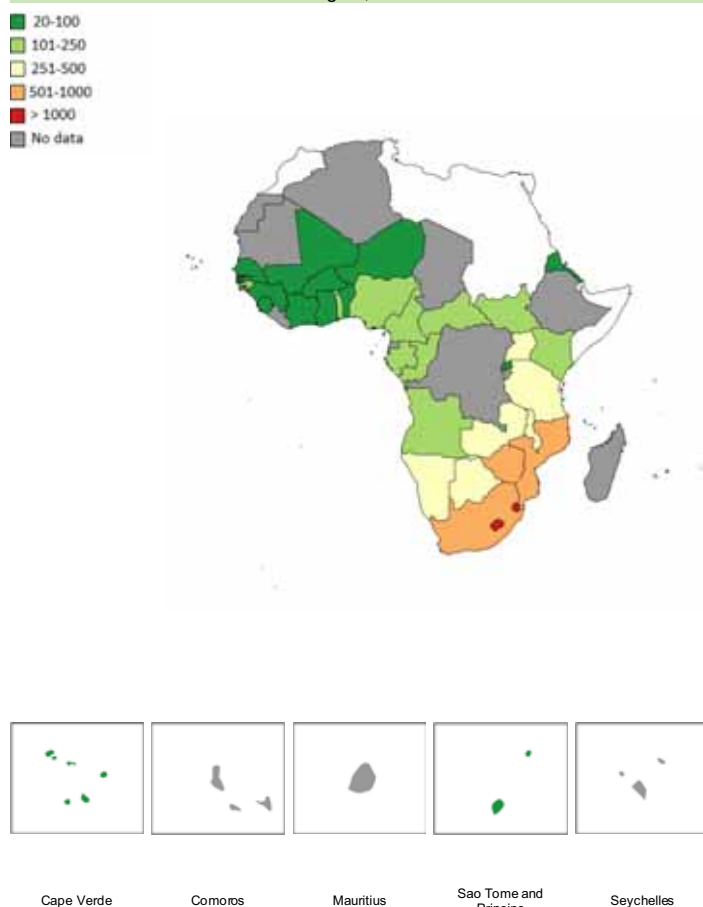 20-100
101-250
251-500
501-1000
> 1000
No data
Cape Verde
Comoros
Mauritius
Sao Tome and
Seychelles